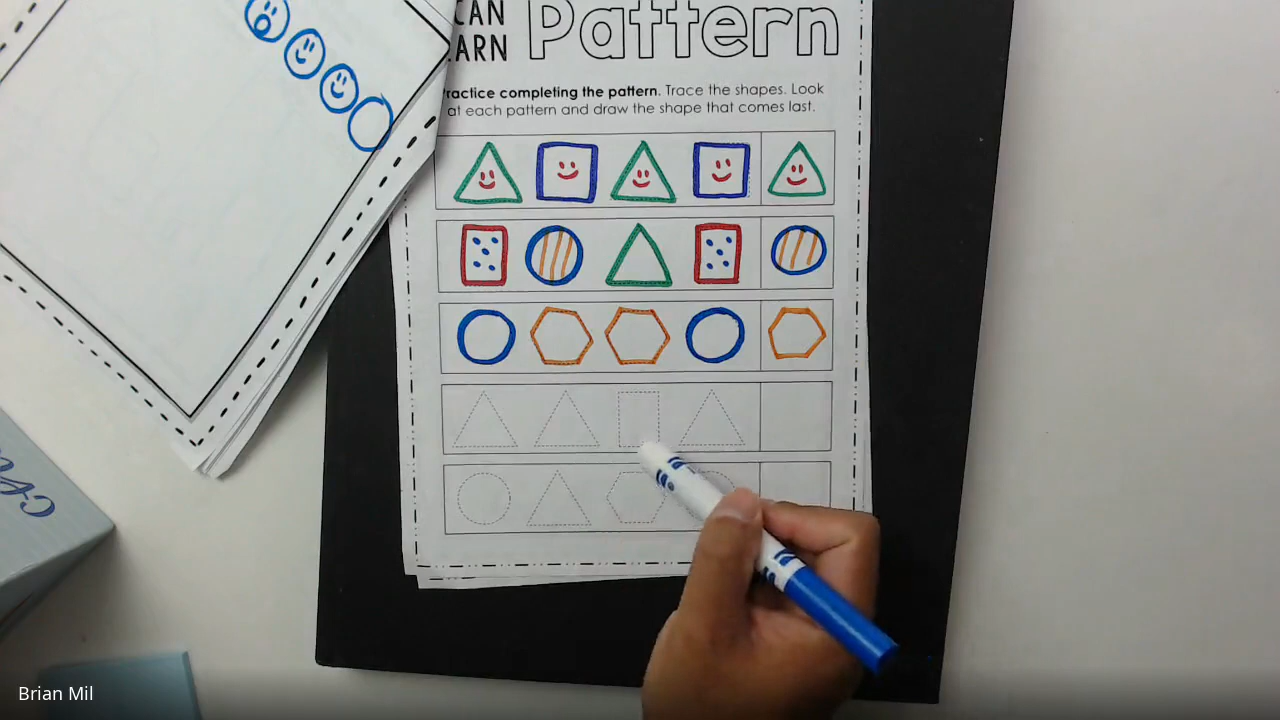 CAN
Pattern
EARN
Practice completing the pattern. Trace the shapes. Look
at each pattern and draw the shape that comes last.
Brian Mil